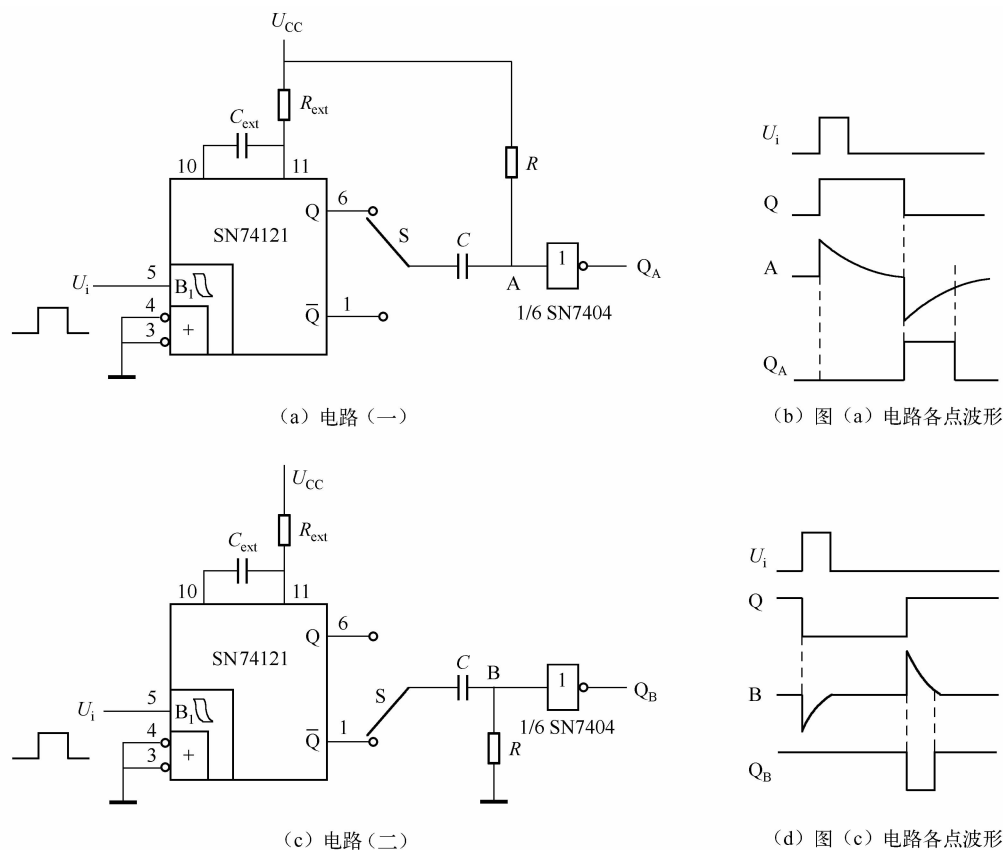 U_CC
C_ext
R_ext
10
11
R
Q
6
SN74121
S
C
A
1
Q_A
1/6 SN7404
U_i
5
B_1
4
3
+
Q̅
1
(a)电路(一)
U_i
Q
A
Q_A
(b)图(a)电路各点波形
U_CC
C_ext
R_ext
10
11
Q
6
SN74121
S
C
B
1
Q_B
1/6 SN7404
R
U_i
5
B_1
4
3
+
Q̅
1
(c)电路(二)
U_i
Q
B
Q_B
(d)图(c)电路各点波形